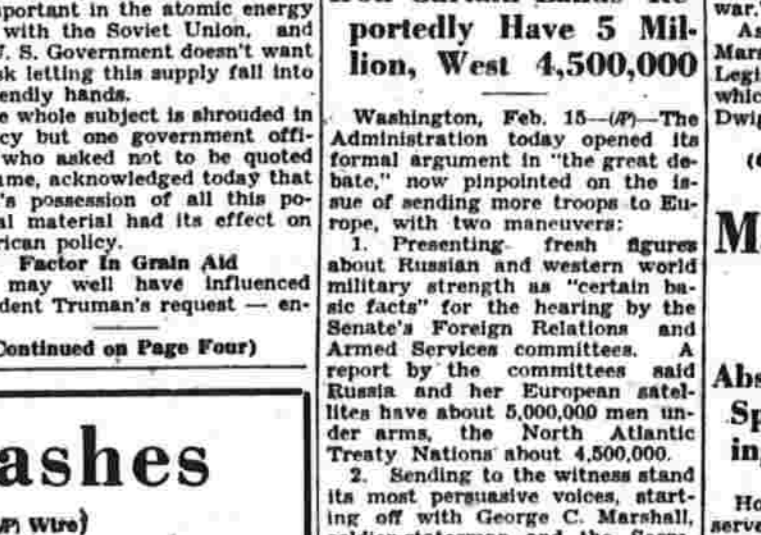 portant in the atomic energy
with the Soviet Union, and
S. Government doesn't want
letting this supply fall into
endly hands.
whole subject is shrouded in
cy but one government offi-
who asked not to be quoted
me, acknowledged today that
's possession of all this po-
al material had its effect on
rican policy.
Factor in Grain Aid
may well have influenced
dent Truman's request — en-
Continued on Page Four)
ashes
(AP) Wire)
portedly Have 5 Mil-
lion, West 4,500,000
Washington, Feb. 15—(AP)—The
Administration today opened its
formal argument in "the great de-
bate," now pinpointed on the is-
sue of sending more troops to Eu-
rope, with two maneuvers:
1. Presenting fresh figures
about Russian and western world
military strength as "certain ba-
sic facts" for the hearing by the
Senate's Foreign Relations and
Armed Services committees. A
report by the committees said
Russia and her European satel-
lites have about 5,000,000 men un-
der arms, the North Atlantic
Treaty Nations about 4,500,000.
2. Sending to the witness stand
its most persuasive voices, start-
ing off with George C. Marshall,
war.
As
Mars
Legi
which
Dwig
M
Abs
Sp
in
Ho
serve